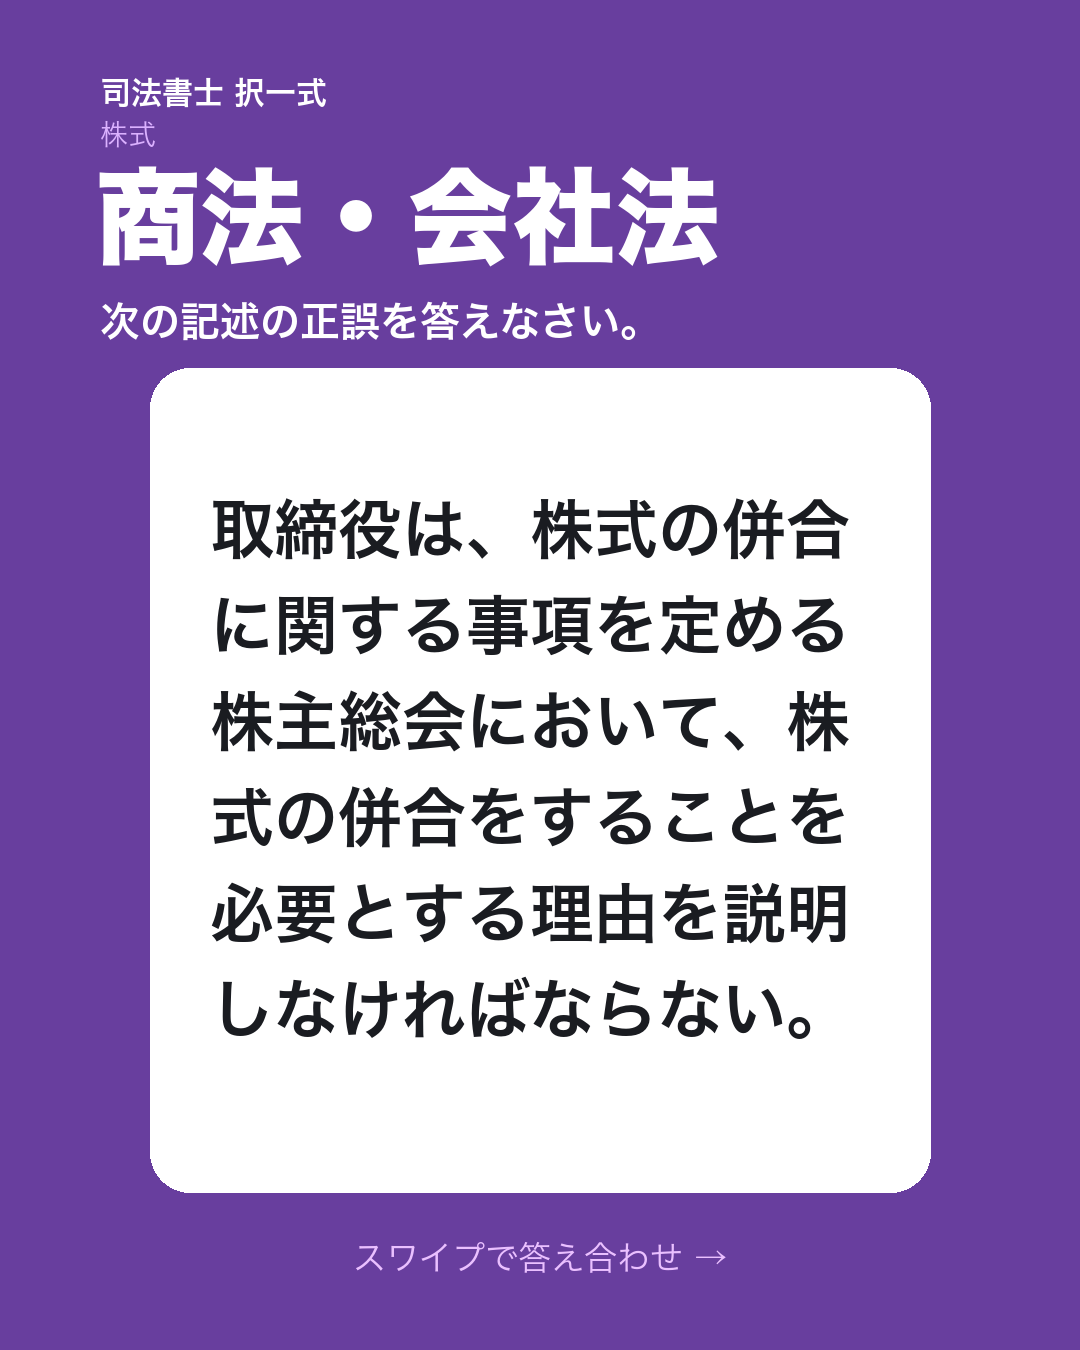 司法書士 択一式
株式
商法・会社法
次の記述の正誤を答えなさい。
取締役は、株式の併合
に関する事項を定める
株主総会において、株
式の併合をすることを
必要とする理由を説明
しなければならない。
スワイプで答え合わせ →